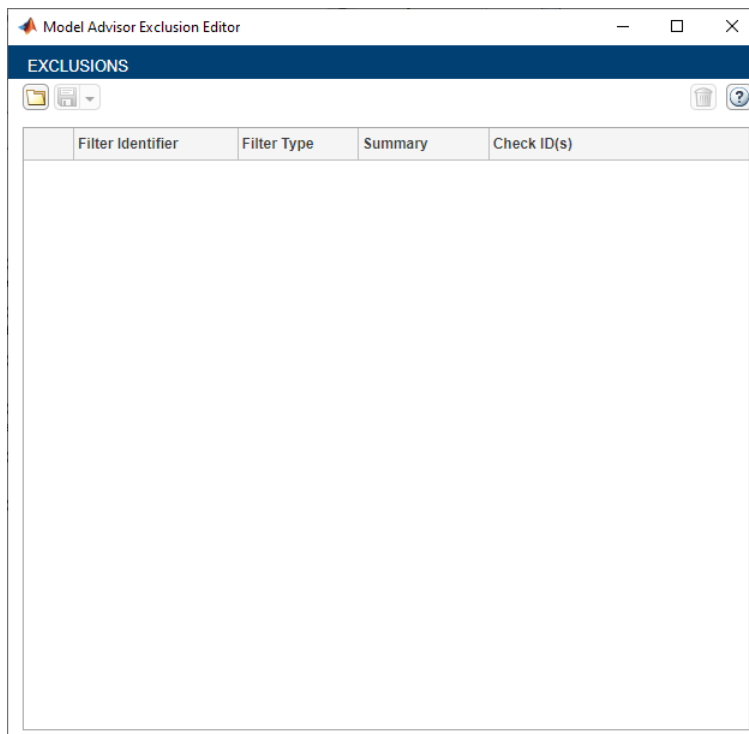 Model Advisor Exclusion Editor
EXCLUSIONS
?
Filter Identifier Filter Type Summary Check ID(s)